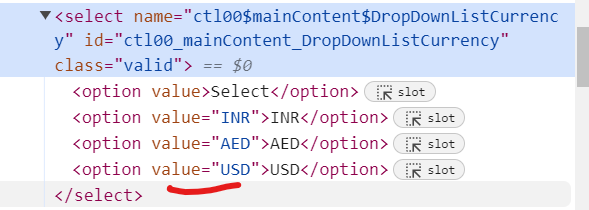 ▼<select name="ctl00$mainContent$DropDownListCurrenc
y" id="ctl00_mainContent_DropDownListCurrency"
class="valid"> == $0
<option value>Select</option> slot
<option value="INR">INR</option> slot
<option value="AED">AED</option> slot
<option value="USD">USD</option> slot
</select>